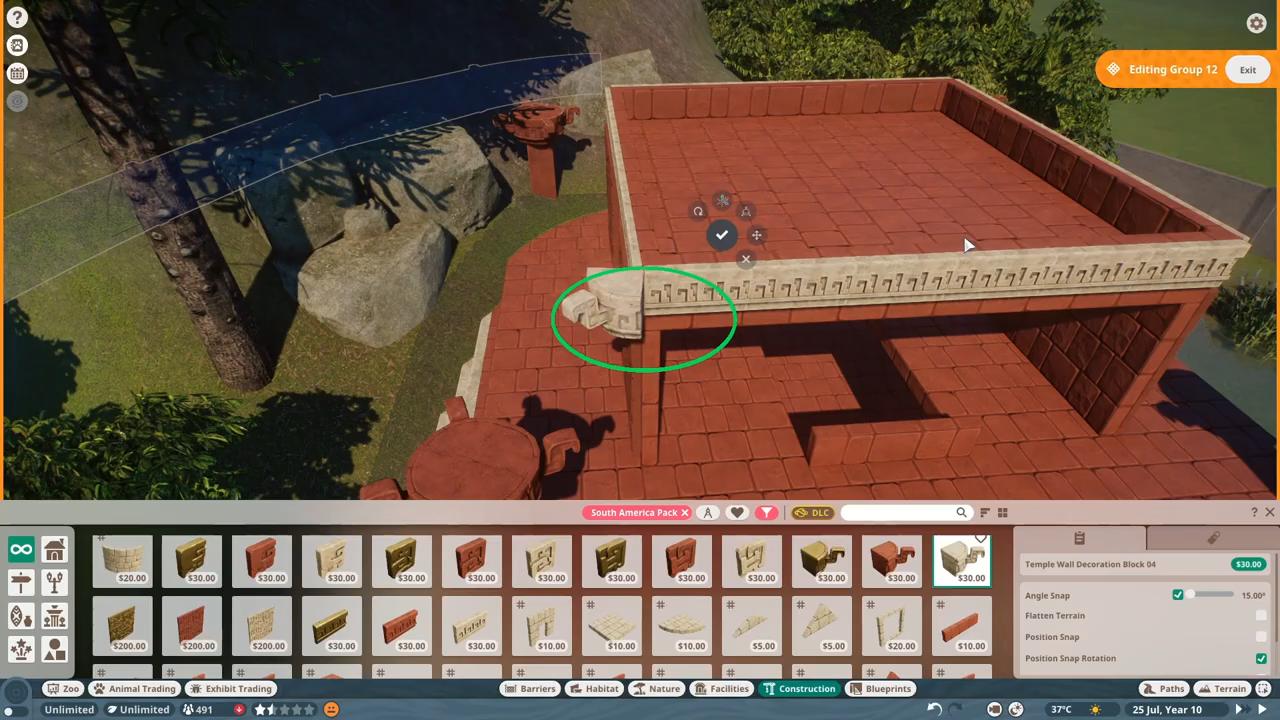 ?
Editing Group 12
Exit
South America Pack ×
DLC
? ×
$20.00
$30.00
$30.00
$30.00
$30.00
$30.00
$30.00
$30.00
$30.00
$30.00
$30.00
$30.00
$30.00
$200.00
$200.00
$200.00
$30.00
$30.00
$30.00
$10.00
$10.00
$10.00
$5.00
$5.00
$20.00
$10.00
Temple Wall Decoration Block 04
$30.00
Angle Snap
15.00°
Flatten Terrain
Position Snap
Position Snap Rotation
Zoo
Animal Trading
Exhibit Trading
Barriers
Habitat
Nature
Facilities
Construction
Blueprints
Paths
Terrain
Unlimited
Unlimited
491
37°C
25 Jul, Year 10